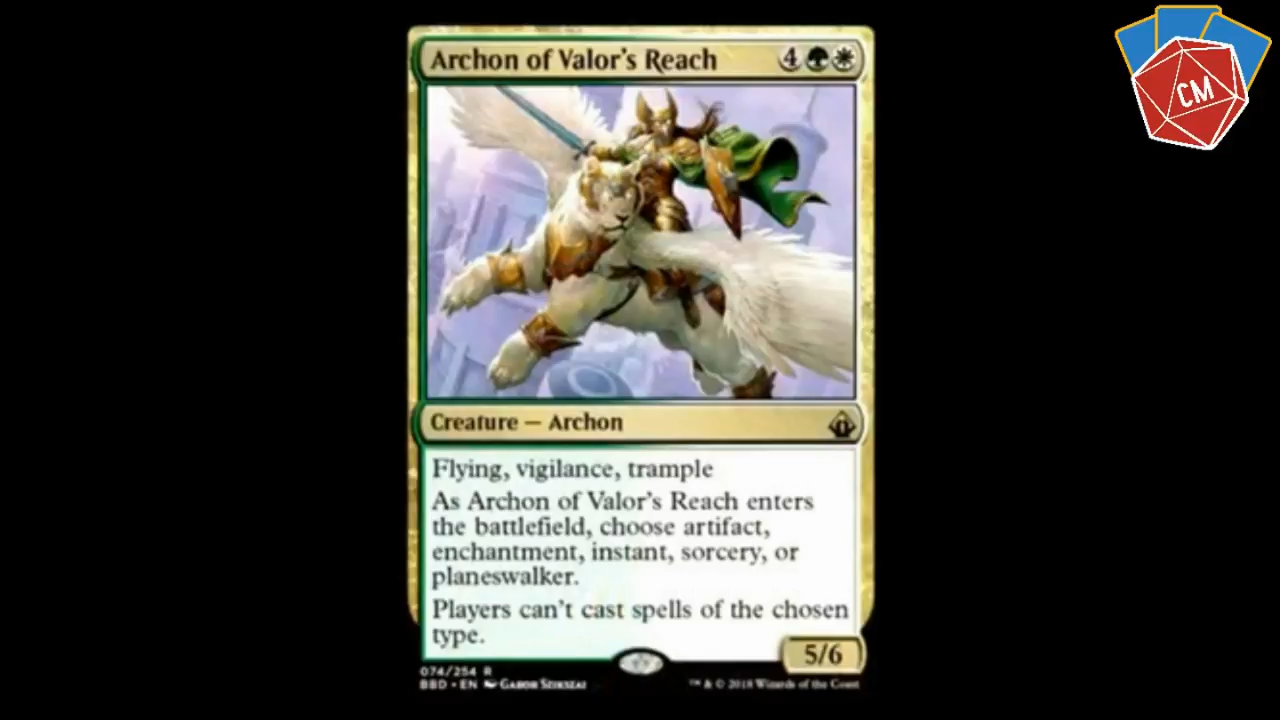 Archon of Valor's Reach 4
CM
Creature — Archon
Flying, vigilance, trample
As Archon of Valor's Reach enters
the battlefield, choose artifact,
enchantment, instant, sorcery, or
planeswalker.
Players can't cast spells of the chosen
type.
5/6
074/254 R
BBD • EN Gabor Szikszai
™ & © 2018 Wizards of the Coast